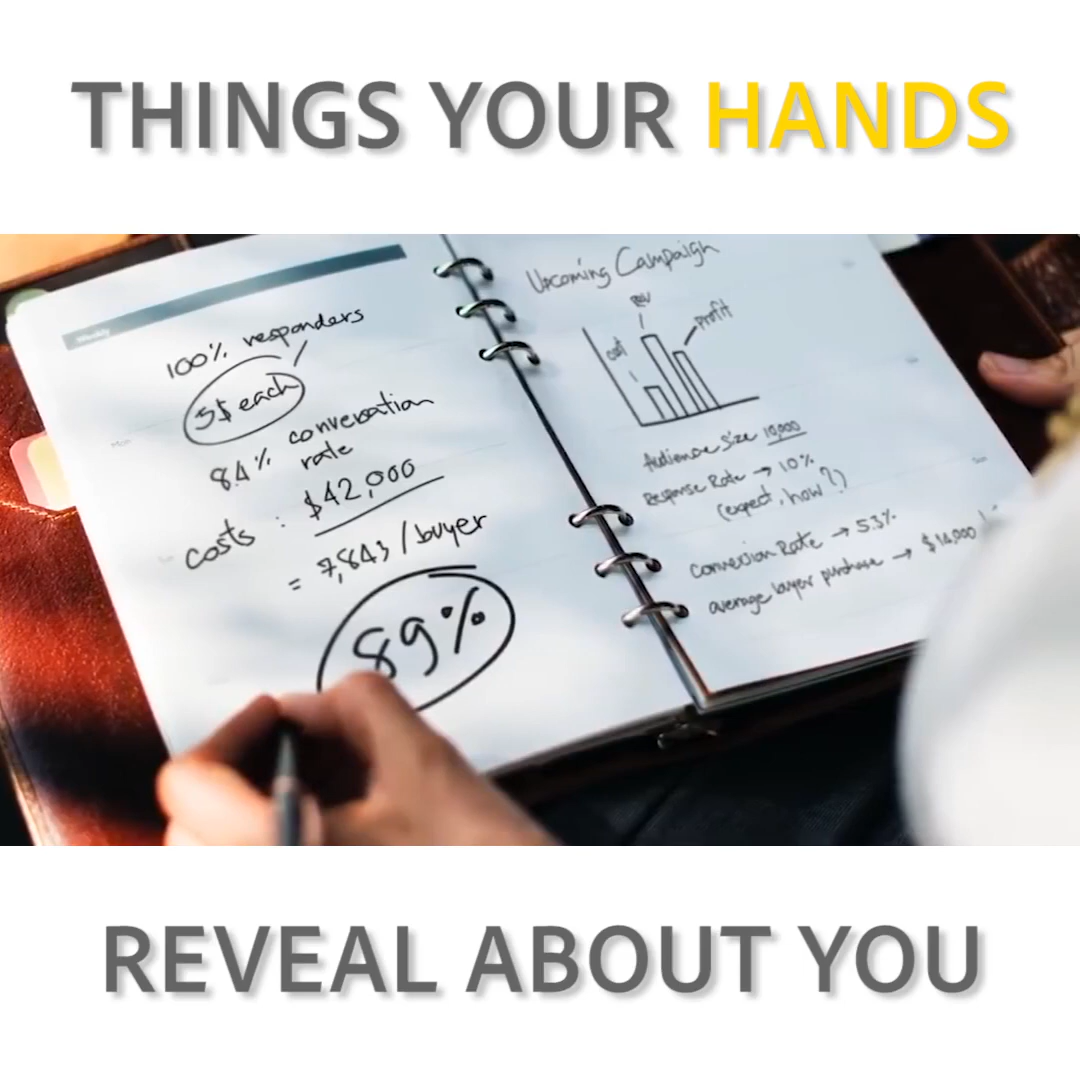 THINGS YOUR HANDS
Weekly
100% responders
5$ each
84% conversation
rate
costs : $42,000
= 7,843 / buyer
89%
Upcoming Campaign
cost
profit
Audience Size 10,000
Response Rate → 10%
(expect, how?)
Conversion Rate → 5.3%
average buyer purchase → $14,000
REVEAL ABOUT YOU